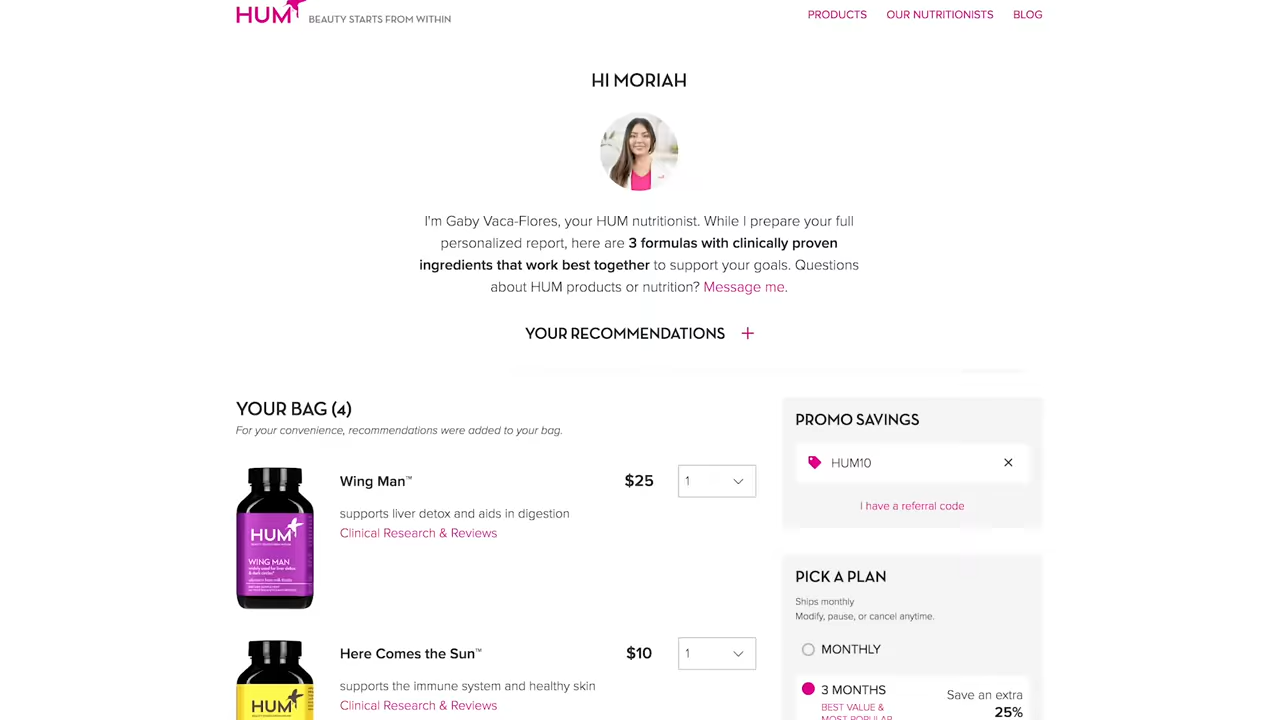 HUM BEAUTY STARTS FROM WITHIN
PRODUCTS OUR NUTRITIONISTS BLOG
HI MORIAH
I'm Gaby Vaca-Flores, your HUM nutritionist. While I prepare your full
personalized report, here are 3 formulas with clinically proven
ingredients that work best together to support your goals. Questions
about HUM products or nutrition? Message me.
YOUR RECOMMENDATIONS +
YOUR BAG (4)
For your convenience, recommendations were added to your bag.
HUM
WING MAN
Wing Man™
$25
1
supports liver detox and aids in digestion
Clinical Research & Reviews
HUM
Here Comes the Sun™
$10
1
supports the immune system and healthy skin
Clinical Research & Reviews
PROMO SAVINGS
HUM10
I have a referral code
PICK A PLAN
Ships monthly
Modify, pause, or cancel anytime.
MONTHLY
3 MONTHS
BEST VALUE &
MOST POPULAR
Save an extra
25%